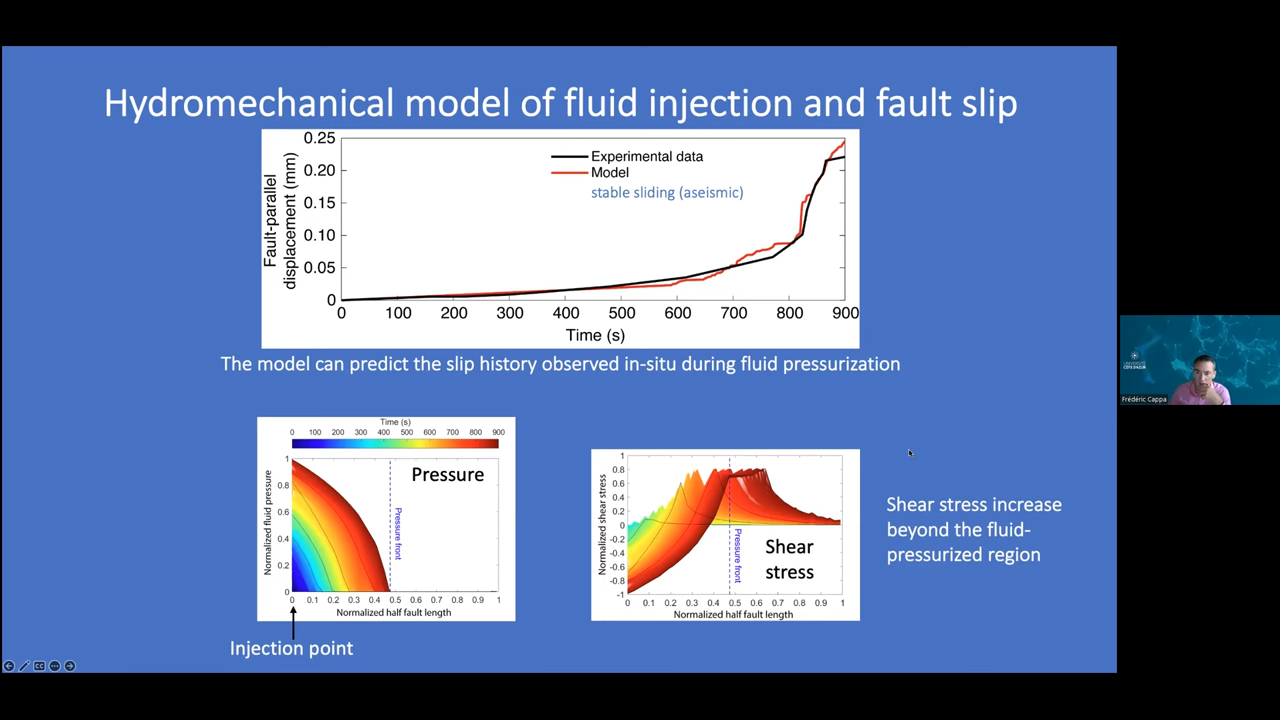 Hydromechanical model of fluid injection and fault slip
Fault-parallel
displacement (mm)
0.25
0.20
0.15
0.10
0.05
0
Experimental data
Model
stable sliding (aseismic)
0 100 200 300 400 500 600 700 800 900
Time (s)
The model can predict the slip history observed in-situ during fluid pressurization
Time (s)
0 100 200 300 400 500 600 700 800 900
Normalized fluid pressure
1
0.8
0.6
0.4
0.2
0
Pressure
Pressure front
0 0.1 0.2 0.3 0.4 0.5 0.6 0.7 0.8 0.9 1
Normalized half fault length
Injection point
Normalized shear stress
1
0.8
0.6
0.4
0.2
0
-0.2
-0.4
-0.6
-0.8
-1
Pressure front
Shear
stress
0 0.1 0.2 0.3 0.4 0.5 0.6 0.7 0.8 0.9 1
Normalized half fault length
Shear stress increase
beyond the fluid-
pressurized region
UNIVERSITÉ
CÔTE D'AZUR
Frédéric Cappa